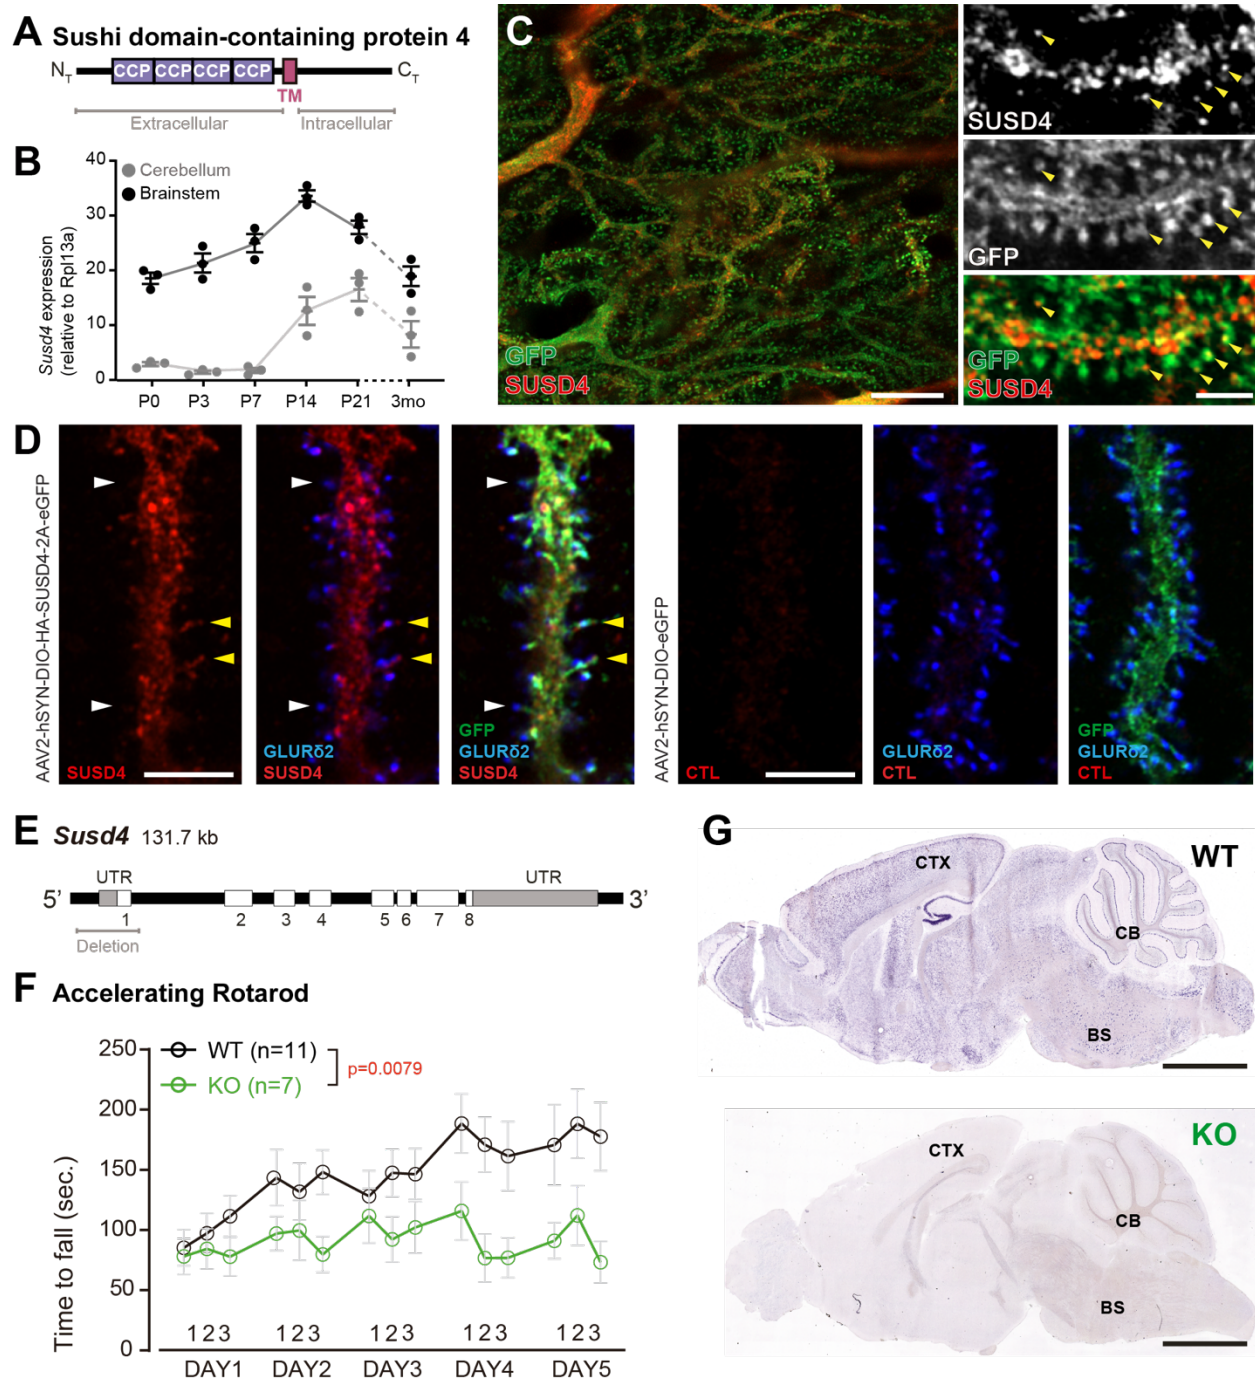 A Sushi domain-containing protein 4
NT CCP CCP CCP CCP CT
TM
Extracellular Intracellular
B
Cerebellum
Brainstem
Susd4 expression
(relative to Rpl13a)
40
30
20
10
0
P0 P3 P7 P14 P21 3mo
C
GFP
SUSD4
SUSD4
GFP
GFP
SUSD4
D
AAV2-hSYN-DIO-HA-SUSD4-2A-eGFP
SUSD4
GLURδ2
SUSD4
GFP
GLURδ2
SUSD4
AAV2-hSYN-DIO-eGFP
CTL
GLURδ2
CTL
GFP
GLURδ2
CTL
E Susd4 131.7 kb
UTR UTR
5' 3'
1 2 3 4 5 6 7 8
Deletion
F Accelerating Rotarod
WT (n=11)
KO (n=7)
p=0.0079
Time to fall (sec.)
250
200
150
100
50
0
123 123 123 123 123
DAY1 DAY2 DAY3 DAY4 DAY5
G
WT
CTX
CB
BS
KO
CTX
CB
BS